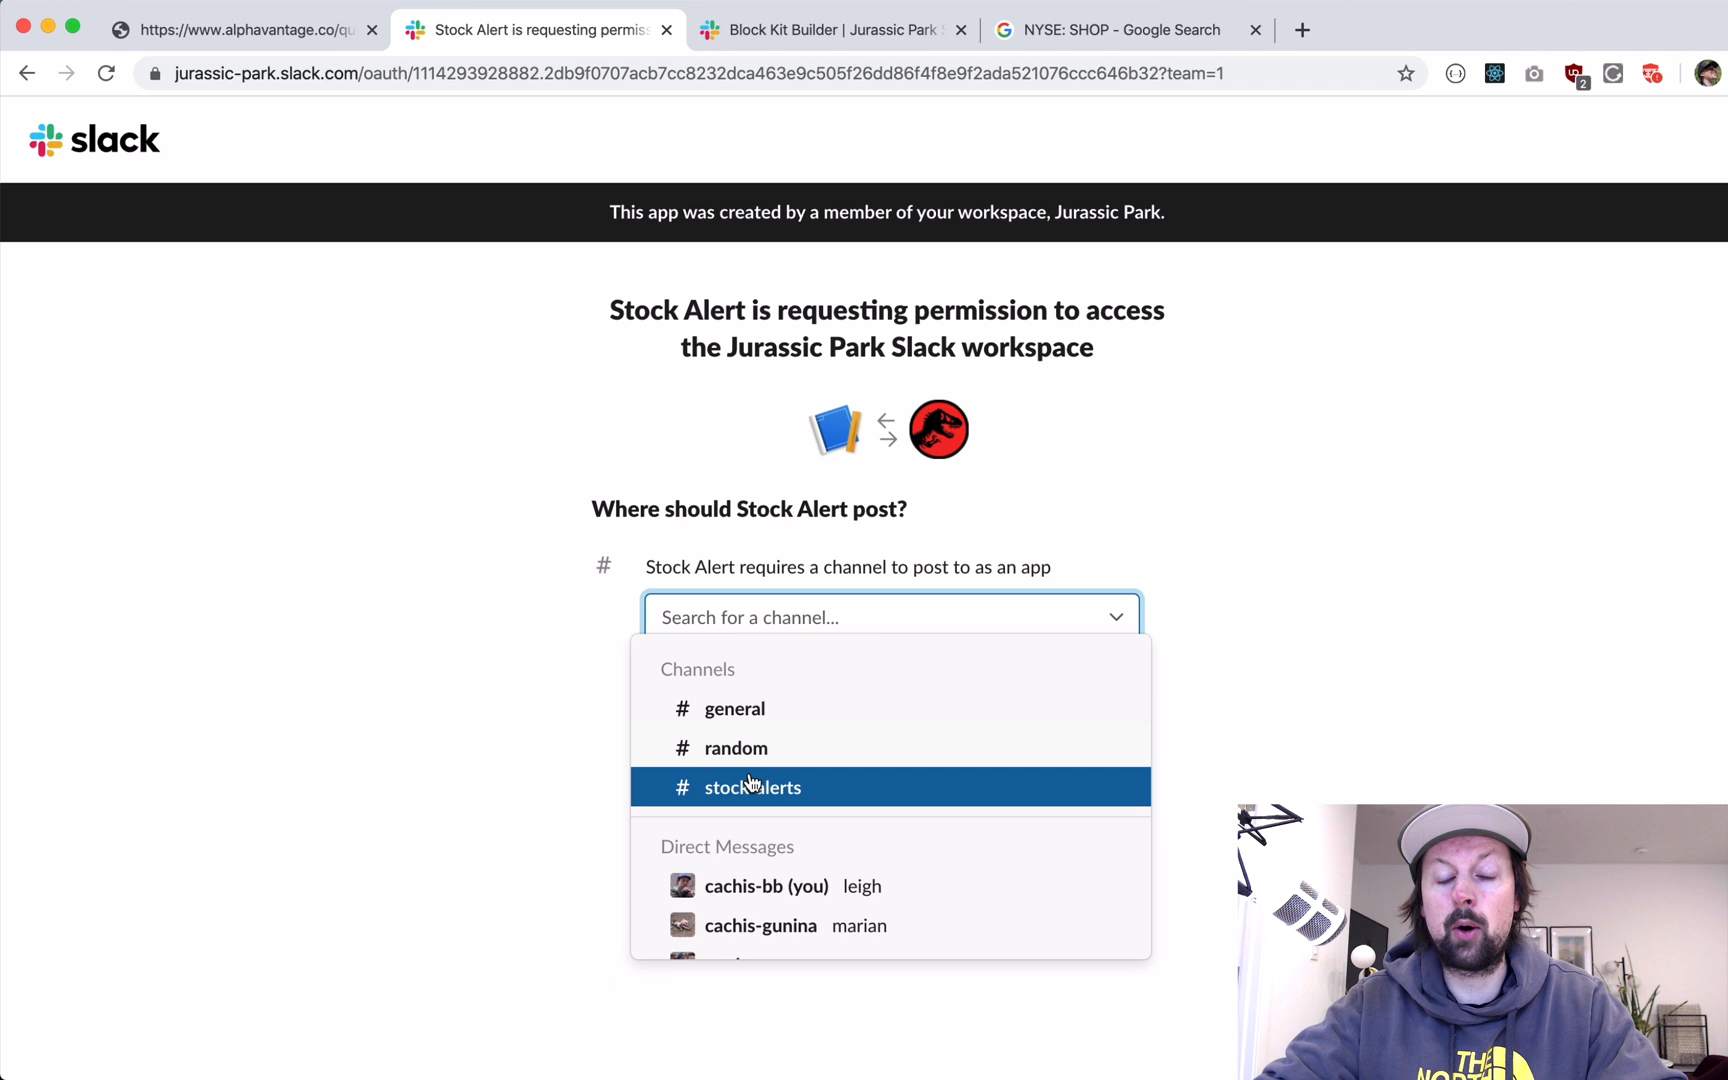 https://www.alphavantage.co/qu
Stock Alert is requesting permiss
Block Kit Builder | Jurassic Park S
NYSE: SHOP - Google Search
jurassic-park.slack.com/oauth/1114293928882.2db9f0707acb7cc8232dca463e9c505f26dd86f4f8e9f2ada521076ccc646b32?team=1
2
slack
This app was created by a member of your workspace, Jurassic Park.
Stock Alert is requesting permission to access
the Jurassic Park Slack workspace
Where should Stock Alert post?
# Stock Alert requires a channel to post to as an app
Search for a channel...
Channels
# general
# random
# 
Direct Messages
cachis-bb (you) leigh
cachis-gunina marian
THE
NORTH